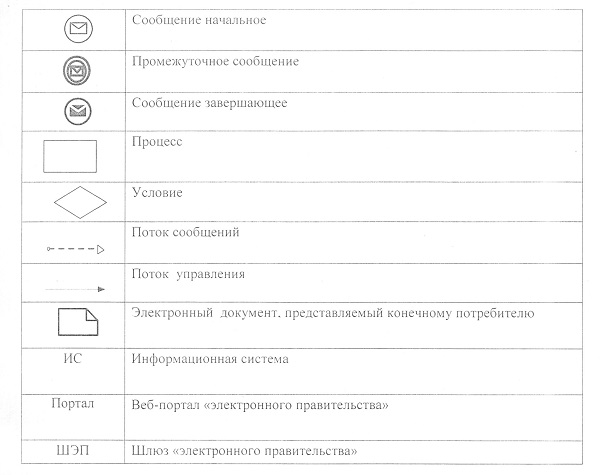 Сообщение начальное
Промежуточное сообщение
Сообщение завершающее
Процесс
Условие
Поток сообщений
Поток управления
Электронный документ, представляемый конечному потребителю
ИС Информационная система
Портал Веб-портал «электронного правительства»
ШЭП Шлюз «электронного правительства»